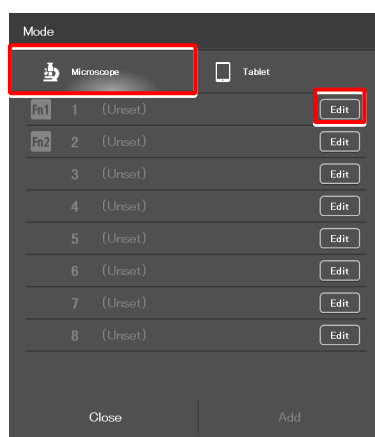 Mode
Microscope Tablet
Fn1 1 (Unset) Edit
Fn2 2 (Unset) Edit
3 (Unset) Edit
4 (Unset) Edit
5 (Unset) Edit
6 (Unset) Edit
7 (Unset) Edit
8 (Unset) Edit
Close Add